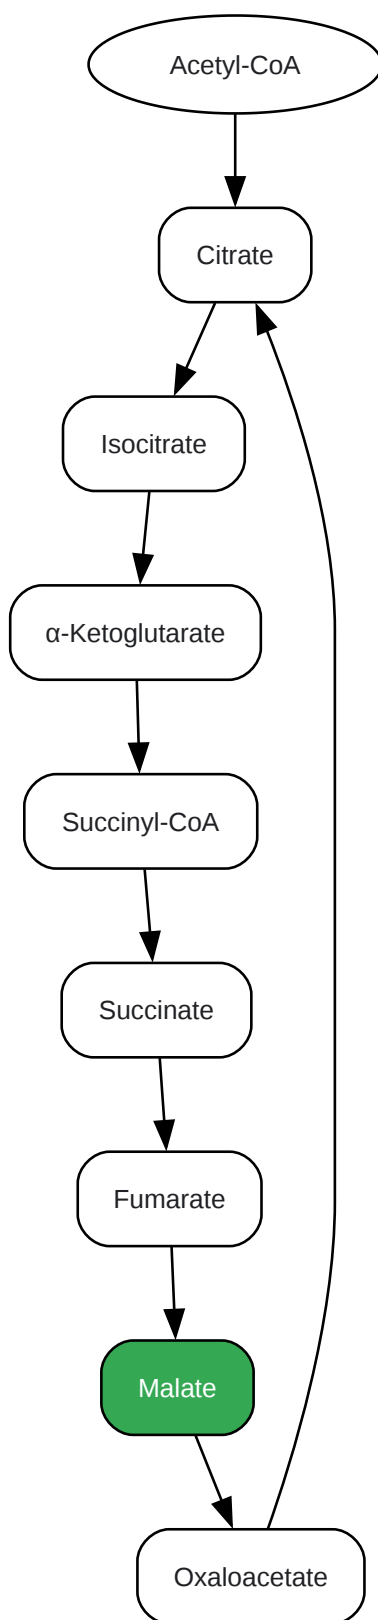 Acetyl-CoA
Citrate
Isocitrate
α-Ketoglutarate
Succinyl-CoA
Succinate
Fumarate
Malate
Oxaloacetate